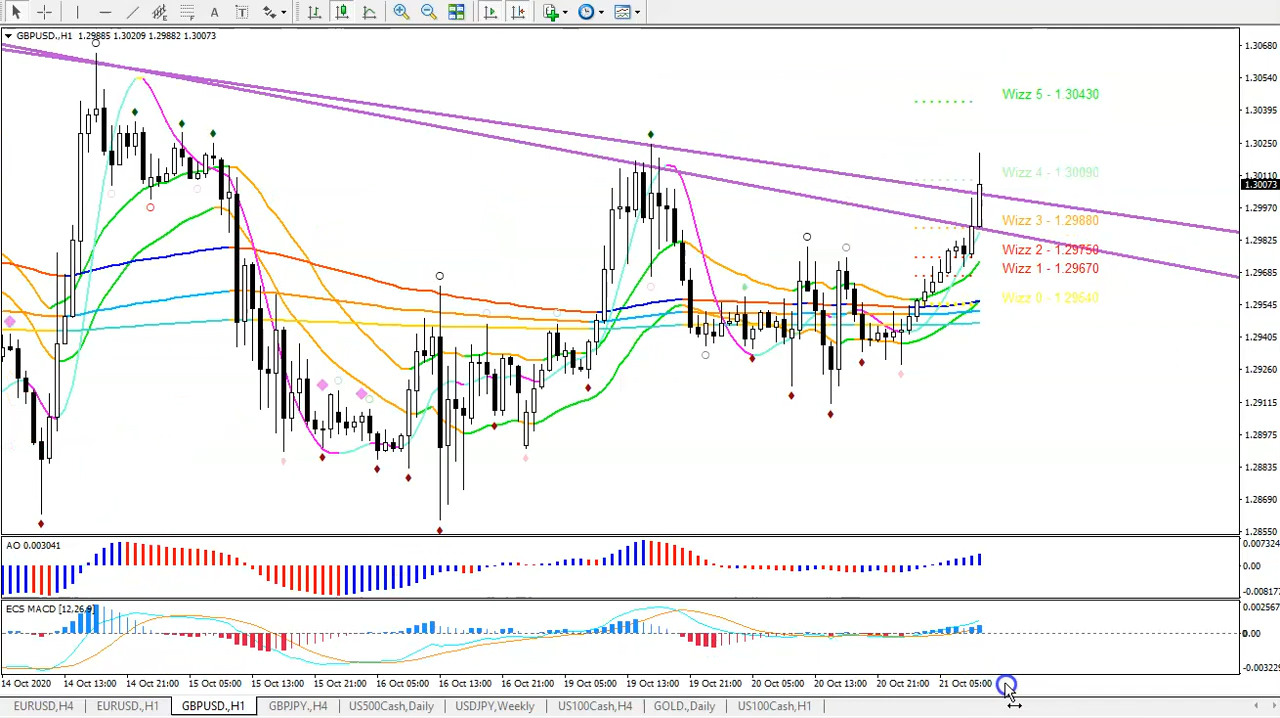 GBPUSD.,H1 1.29885 1.30209 1.29882 1.30073
1.30680
1.30540
1.30395
1.30250
1.30110
1.30073
1.29970
1.29825
1.29685
1.29545
1.29405
1.29260
1.29115
1.28975
1.28835
1.28690
1.28550
Wizz 5 - 1.30430
Wizz 4 - 1.30090
Wizz 3 - 1.29880
Wizz 2 - 1.29750
Wizz 1 - 1.29670
Wizz 0 - 1.29540
AO 0.003041
0.007324
0.00
-0.008177
ECS MACD [12,26,9]
0.002567
0.00
-0.003229
14 Oct 2020 14 Oct 13:00 14 Oct 21:00 15 Oct 05:00 15 Oct 13:00 15 Oct 21:00 16 Oct 05:00 16 Oct 13:00 16 Oct 21:00 19 Oct 05:00 19 Oct 13:00 19 Oct 21:00 20 Oct 05:00 20 Oct 13:00 20 Oct 21:00 21 Oct 05:00
EURUSD,H4 EURUSD.,H1 GBPUSD.,H1 GBPJPY.,H4 US500Cash,Daily USDJPY,Weekly US100Cash,H4 GOLD.,Daily US100Cash,H1